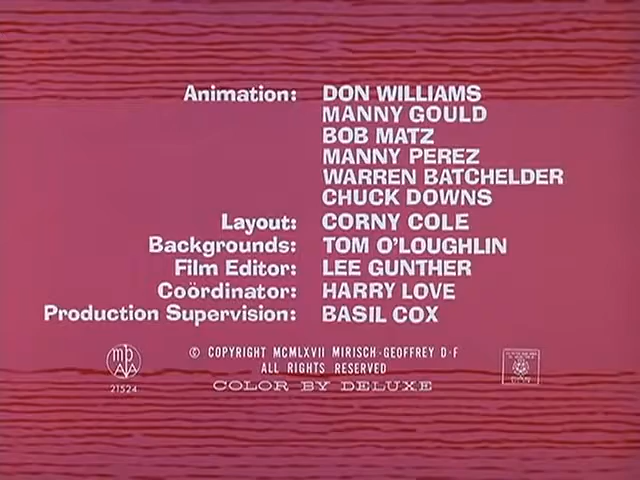 Animation: DON WILLIAMS
MANNY GOULD
BOB MATZ
MANNY PEREZ
WARREN BATCHELDER
CHUCK DOWNS
Layout: CORNY COLE
Backgrounds: TOM O'LOUGHLIN
Film Editor: LEE GUNTHER
Coördinator: HARRY LOVE
Production Supervision: BASIL COX
© COPYRIGHT MCMLXVII MIRISCH-GEOFFREY D-F
ALL RIGHTS RESERVED
COLOR BY DELUXE
MPAA
21524